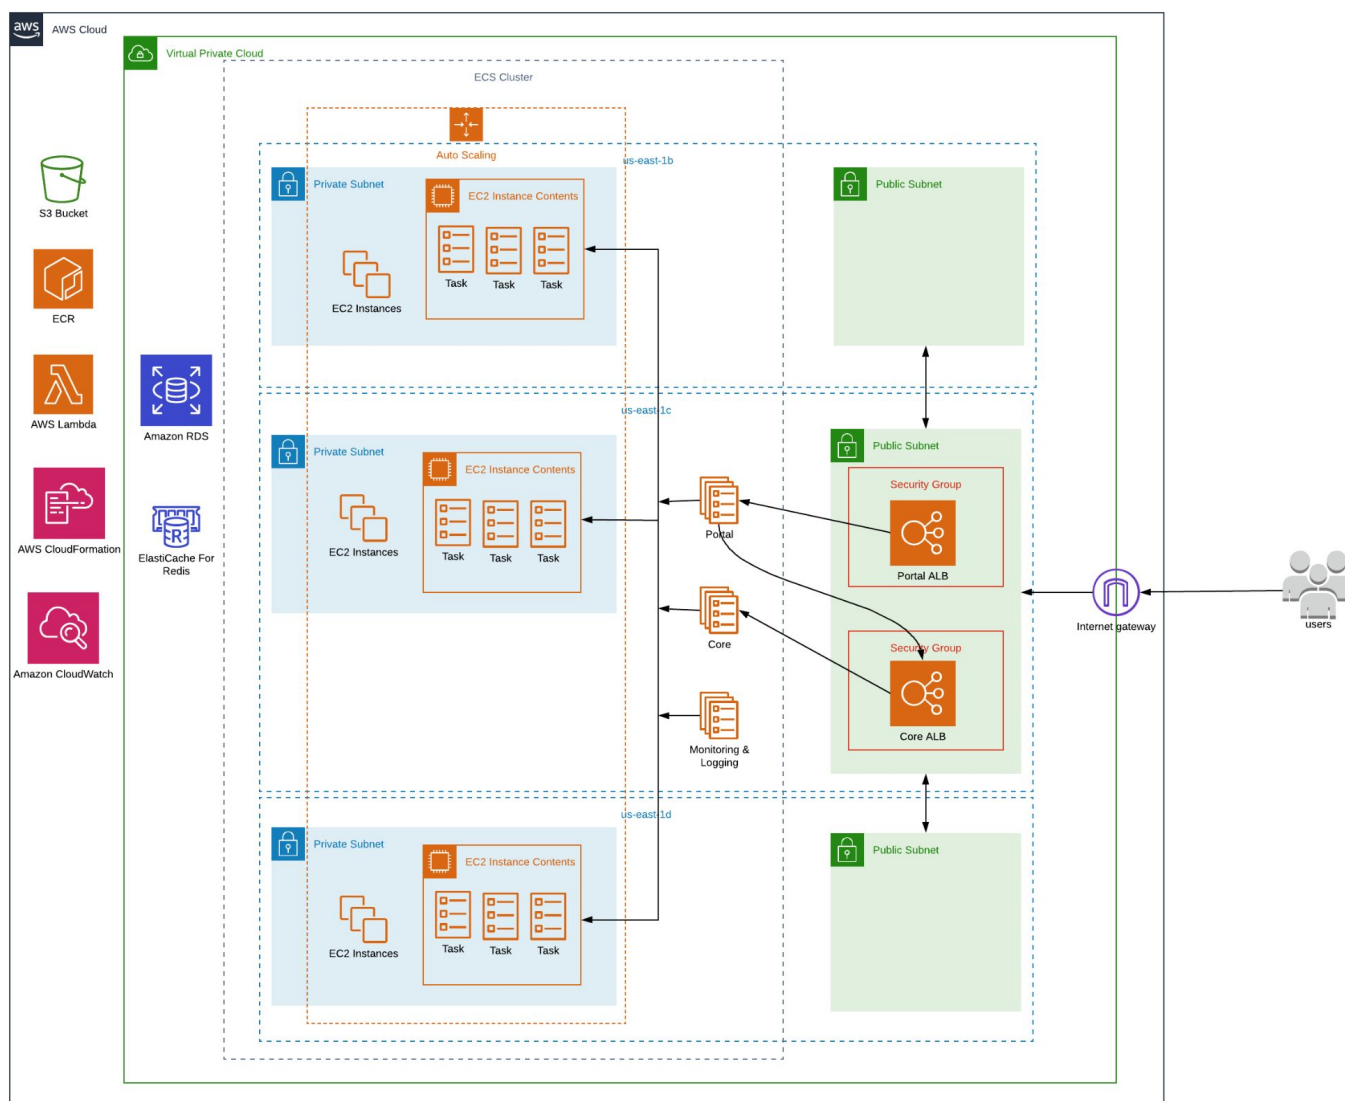 aws
AWS Cloud
Virtual Private Cloud
ECS Cluster
Auto Scaling
us-east-1b
Private Subnet
EC2 Instance Contents
Task
Task
Task
EC2 Instances
Public Subnet
S3 Bucket
ECR
AWS Lambda
AWS CloudFormation
Amazon CloudWatch
Amazon RDS
R
ElastiCache For
Redis
us-east-1c
Private Subnet
EC2 Instance Contents
Task
Task
Task
EC2 Instances
Portal
Core
Monitoring &
Logging
Public Subnet
Security Group
Portal ALB
Security Group
Core ALB
Internet gateway
users
us-east-1d
Private Subnet
EC2 Instance Contents
Task
Task
Task
EC2 Instances
Public Subnet